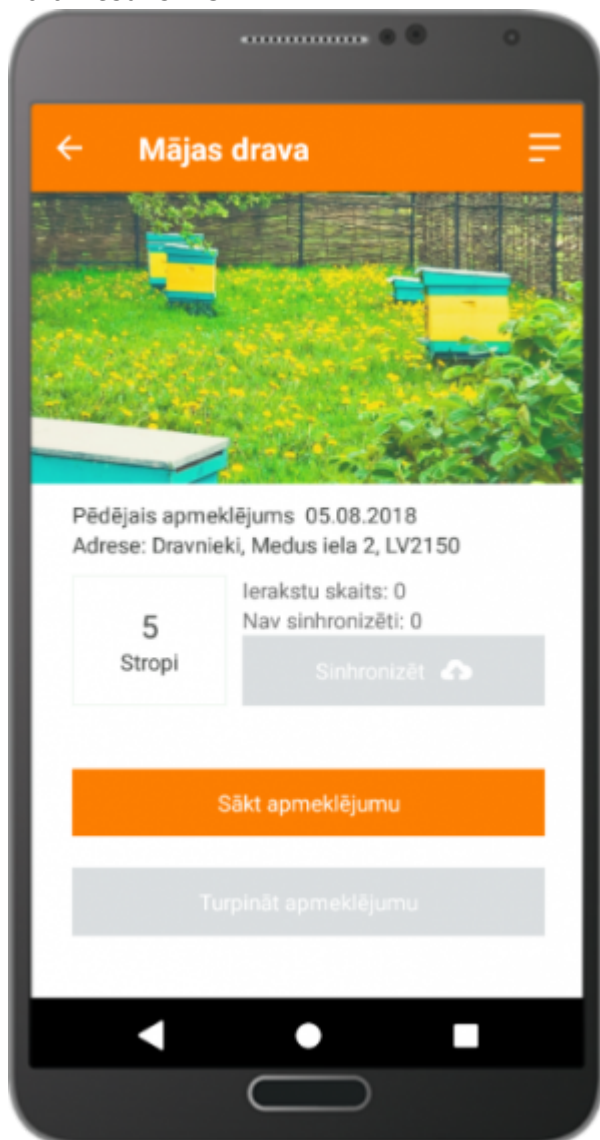 Mājas drava
Pēdējais apmeklējums 05.08.2018
Adrese: Dravnieki, Medus iela 2, LV2150
5
Stropi
Ierakstu skaits: 0
Nav sinhronizēti: 0
Sinhronizēt
Sākt apmeklējumu
Turpināt apmeklējumu